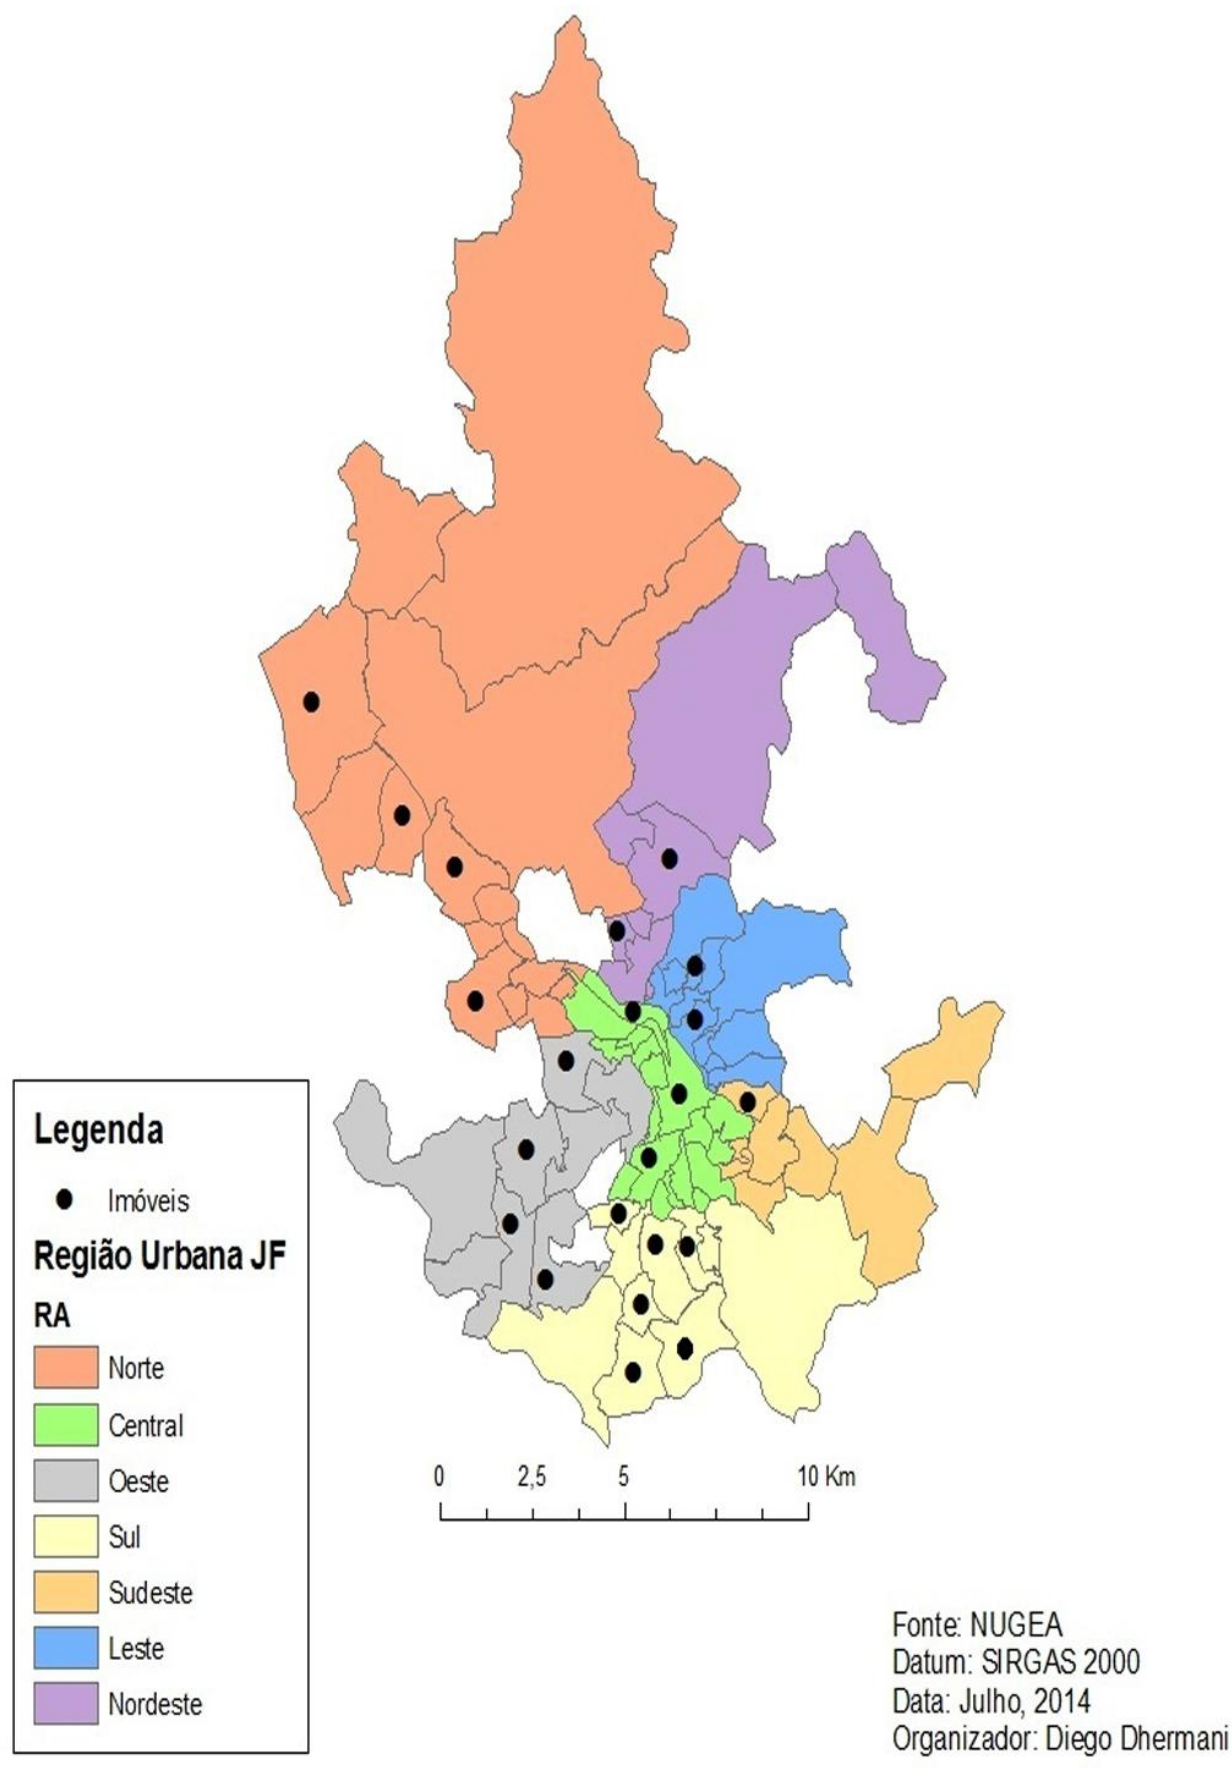 Legenda
Imóveis
Região Urbana JF
RA
Norte
Central
Oeste
Sul
Sudeste
Leste
Nordeste
0 2,5 5 10 Km
Fonte: NUGEA
Datum: SIRGAS 2000
Data: Julho, 2014
Organizador: Diego Dhermani